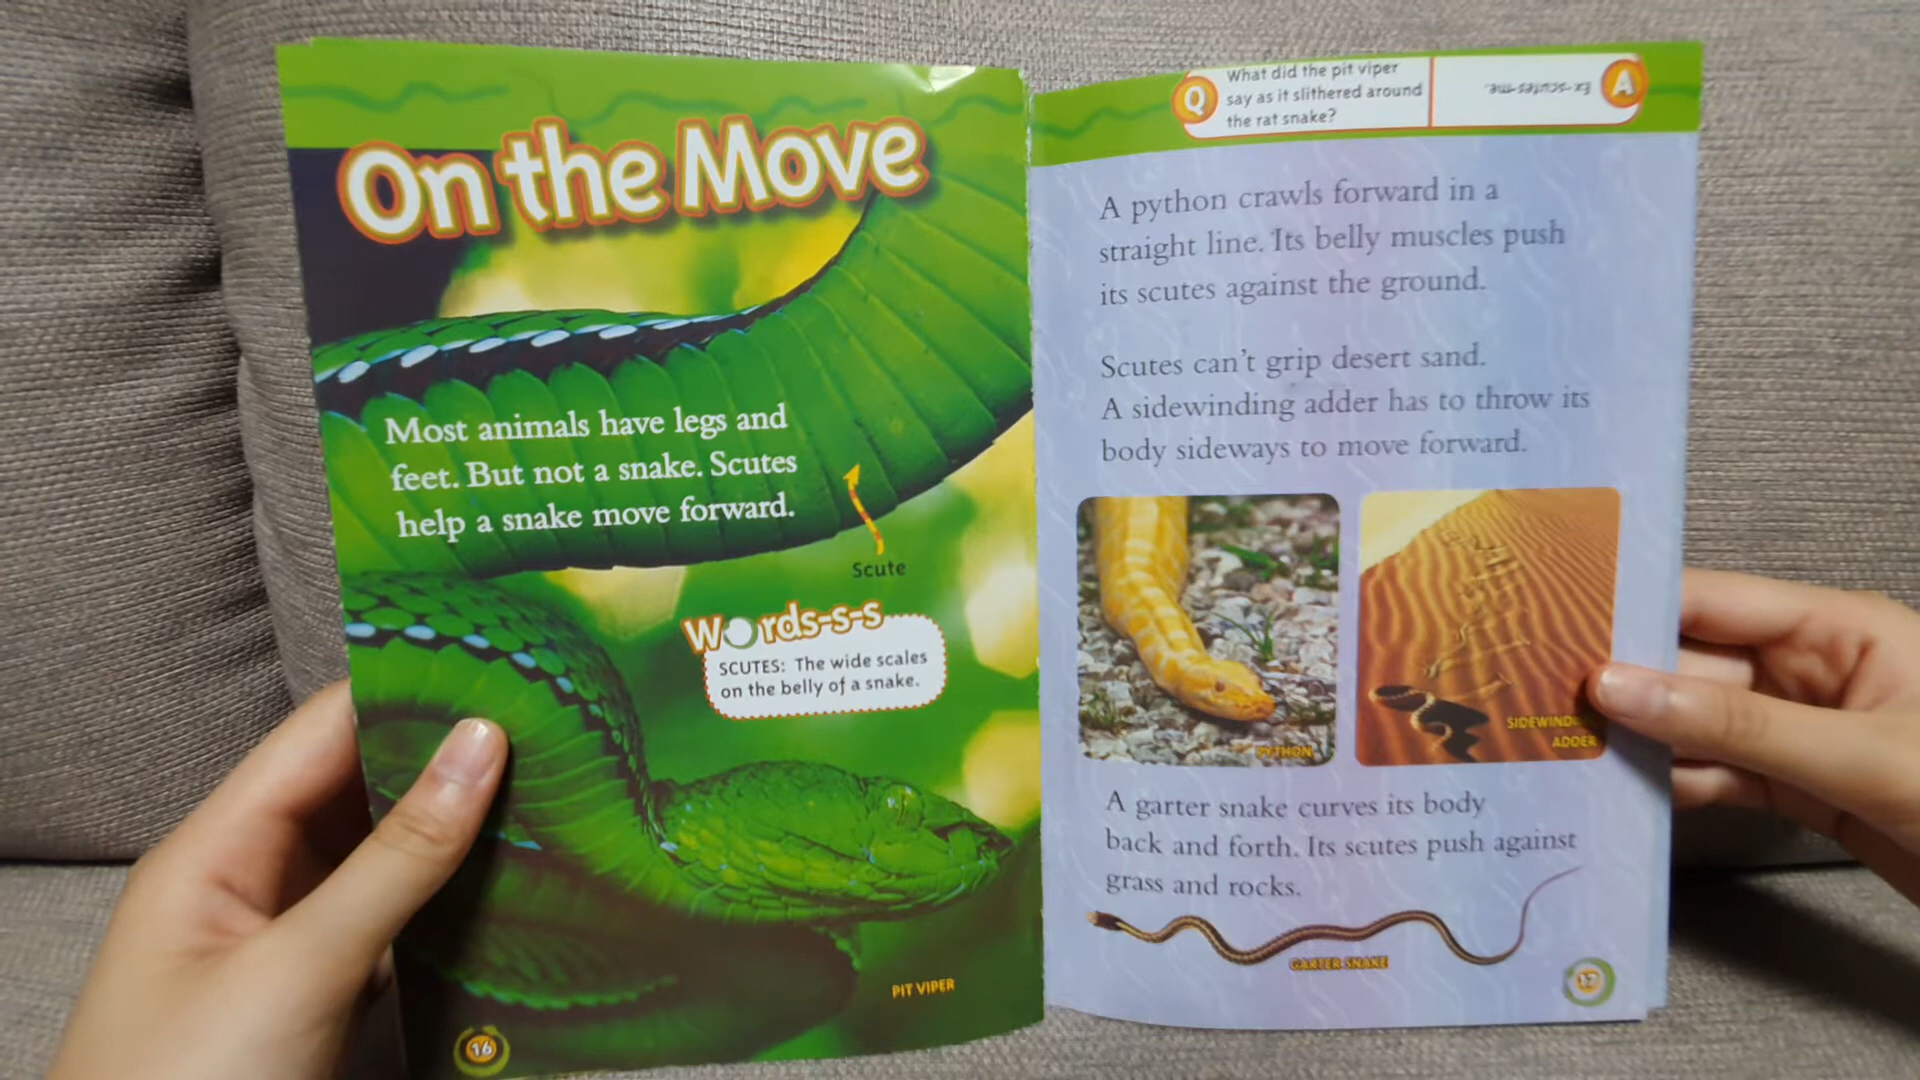 On the Move
Most animals have legs and
feet. But not a snake. Scutes
help a snake move forward.
Scute
Words-s-s
SCUTES: The wide scales
on the belly of a snake.
PIT VIPER
16
Q
What did the pit viper
say as it slithered around
the rat snake?
A
Ex-scutes-me.
A python crawls forward in a
straight line. Its belly muscles push
its scutes against the ground.
Scutes can't grip desert sand.
A sidewinding adder has to throw its
body sideways to move forward.
PYTHON
ADDER
A garter snake curves its body
back and forth. Its scutes push against
grass and rocks.
GARTER SNAKE
17